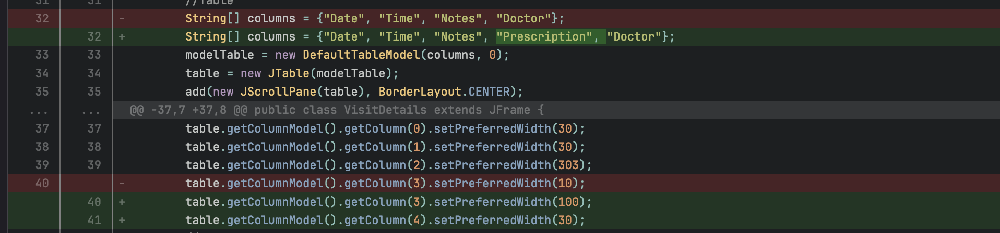 31 31 //Table
32 - String[] columns = {"Date", "Time", "Notes", "Doctor"};
32 + String[] columns = {"Date", "Time", "Notes", "Prescription", "Doctor"};
33 33 modelTable = new DefaultTableModel(columns, 0);
34 34 table = new JTable(modelTable);
35 35 add(new JScrollPane(table), BorderLayout.CENTER);
... ... @@ -37,7 +37,8 @@ public class VisitDetails extends JFrame {
37 37 table.getColumnModel().getColumn(0).setPreferredWidth(30);
38 38 table.getColumnModel().getColumn(1).setPreferredWidth(30);
39 39 table.getColumnModel().getColumn(2).setPreferredWidth(303);
40 - table.getColumnModel().getColumn(3).setPreferredWidth(10);
40 + table.getColumnModel().getColumn(3).setPreferredWidth(100);
41 + table.getColumnModel().getColumn(4).setPreferredWidth(30);